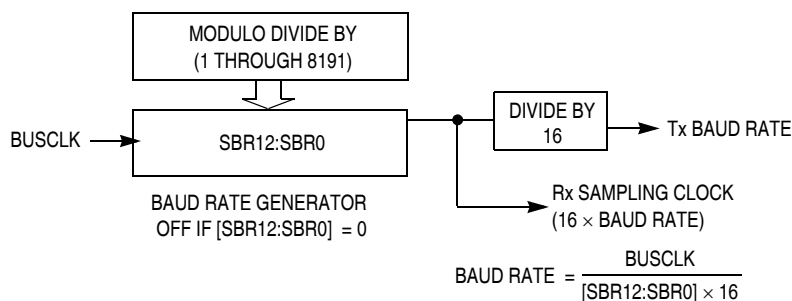 MODULO DIVIDE BY
(1 THROUGH 8191)
BUSCLK
SBR12:SBR0
DIVIDE BY
16
Tx BAUD RATE
BAUD RATE GENERATOR
OFF IF [SBR12:SBR0] = 0
Rx SAMPLING CLOCK
(16 × BAUD RATE)
BAUD RATE =
BUSCLK
[SBR12:SBR0] × 16